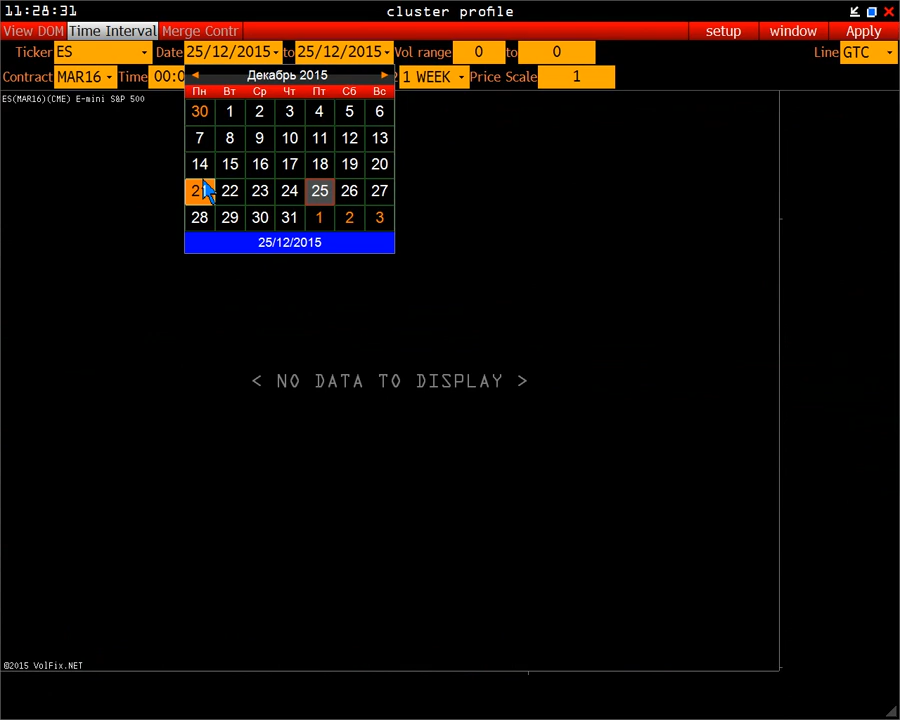 11:28:31 cluster profile
View DOM Time Interval Merge Contr setup window Apply
Ticker ES Date 25/12/2015 to 25/12/2015 Vol range 0 to 0 Line GTC
Contract MAR16 Time 00:0 1 WEEK Price Scale 1
Декабрь 2015
Пн Вт Ср Чт Пт Сб Вс
ES(MAR16)(CME) E-mini S&P 500
30 1 2 3 4 5 6
7 8 9 10 11 12 13
14 15 16 17 18 19 20
21 22 23 24 25 26 27
28 29 30 31 1 2 3
25/12/2015
< NO DATA TO DISPLAY >
©2015 VolFix.NET